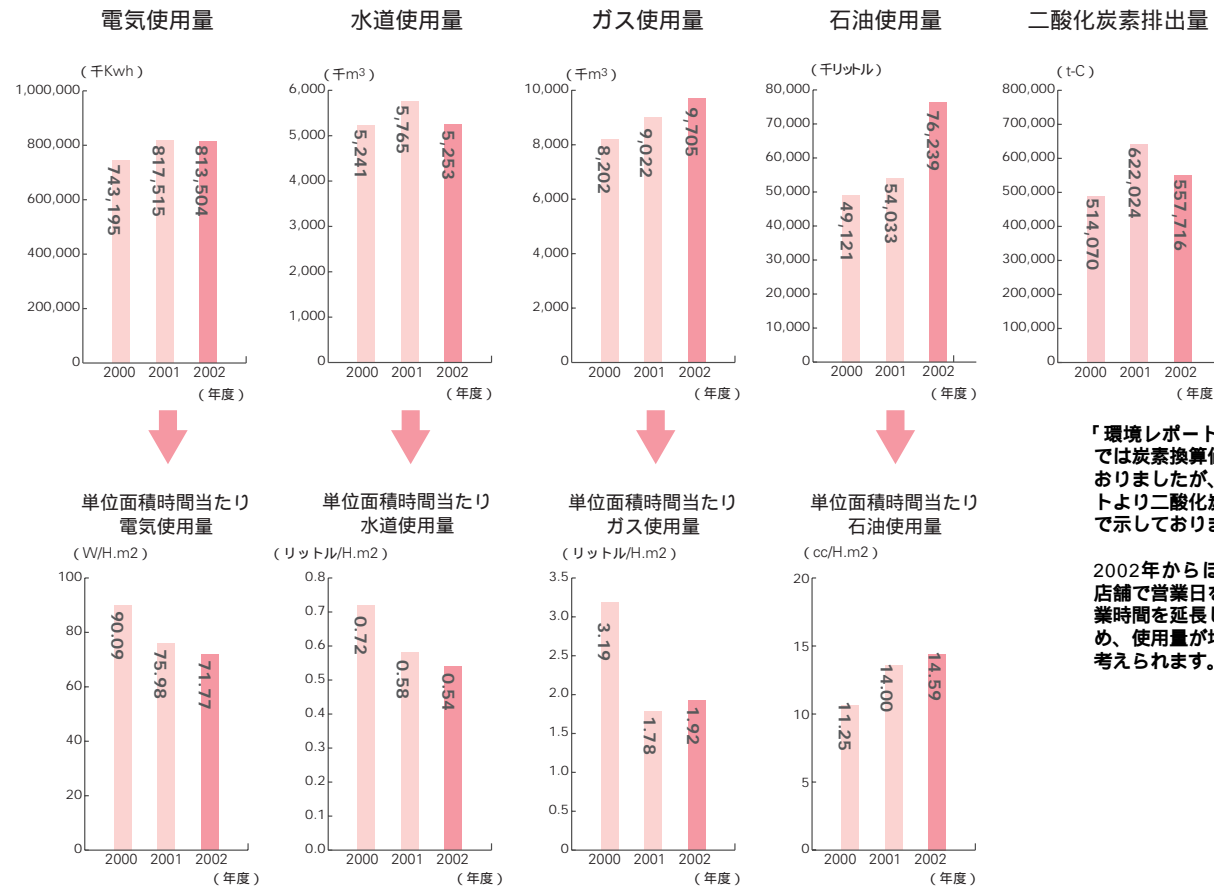 電気使用量
(千Kwh)
1,000,000
800,000
600,000
400,000
200,000
0
743,195
817,515
813,504
2000 2001 2002
(年度)
水道使用量
(千m3)
6,000
5,000
4,000
3,000
2,000
1,000
0
5,241
5,765
5,253
2000 2001 2002
(年度)
ガス使用量
(千m3)
10,000
8,000
6,000
4,000
2,000
0
8,202
9,022
9,705
2000 2001 2002
(年度)
石油使用量
(千リットル)
80,000
70,000
60,000
50,000
40,000
30,000
20,000
10,000
0
49,121
54,033
76,239
2000 2001 2002
(年度)
二酸化炭素排出量
(t-C)
800,000
700,000
600,000
500,000
400,000
300,000
200,000
100,000
0
514,070
622,024
557,716
2000 2001 2002
(年度
単位面積時間当たり
電気使用量
(W/H.m2)
100
80
60
40
20
0
90.09
75.98
71.77
2000 2001 2002
(年度)
単位面積時間当たり
水道使用量
(リットル/H.m2)
0.8
0.7
0.6
0.5
0.4
0.3
0.2
0.1
0.0
0.72
0.58
0.54
2000 2001 2002
(年度)
単位面積時間当たり
ガス使用量
(リットル/H.m2)
3.5
3.0
2.5
2.0
1.5
1.0
0.5
0
3.19
1.78
1.92
2000 2001 2002
(年度)
単位面積時間当たり
石油使用量
(cc/H.m2)
20
15
10
5
0
11.25
14.00
14.59
2000 2001 2002
(年度)
「環境レポート
では炭素換算
おりましたが、
トより二酸化
で示しておりま
2002年からほ
店舗で営業日を
業時間を延長し
め、使用量が
考えられます。